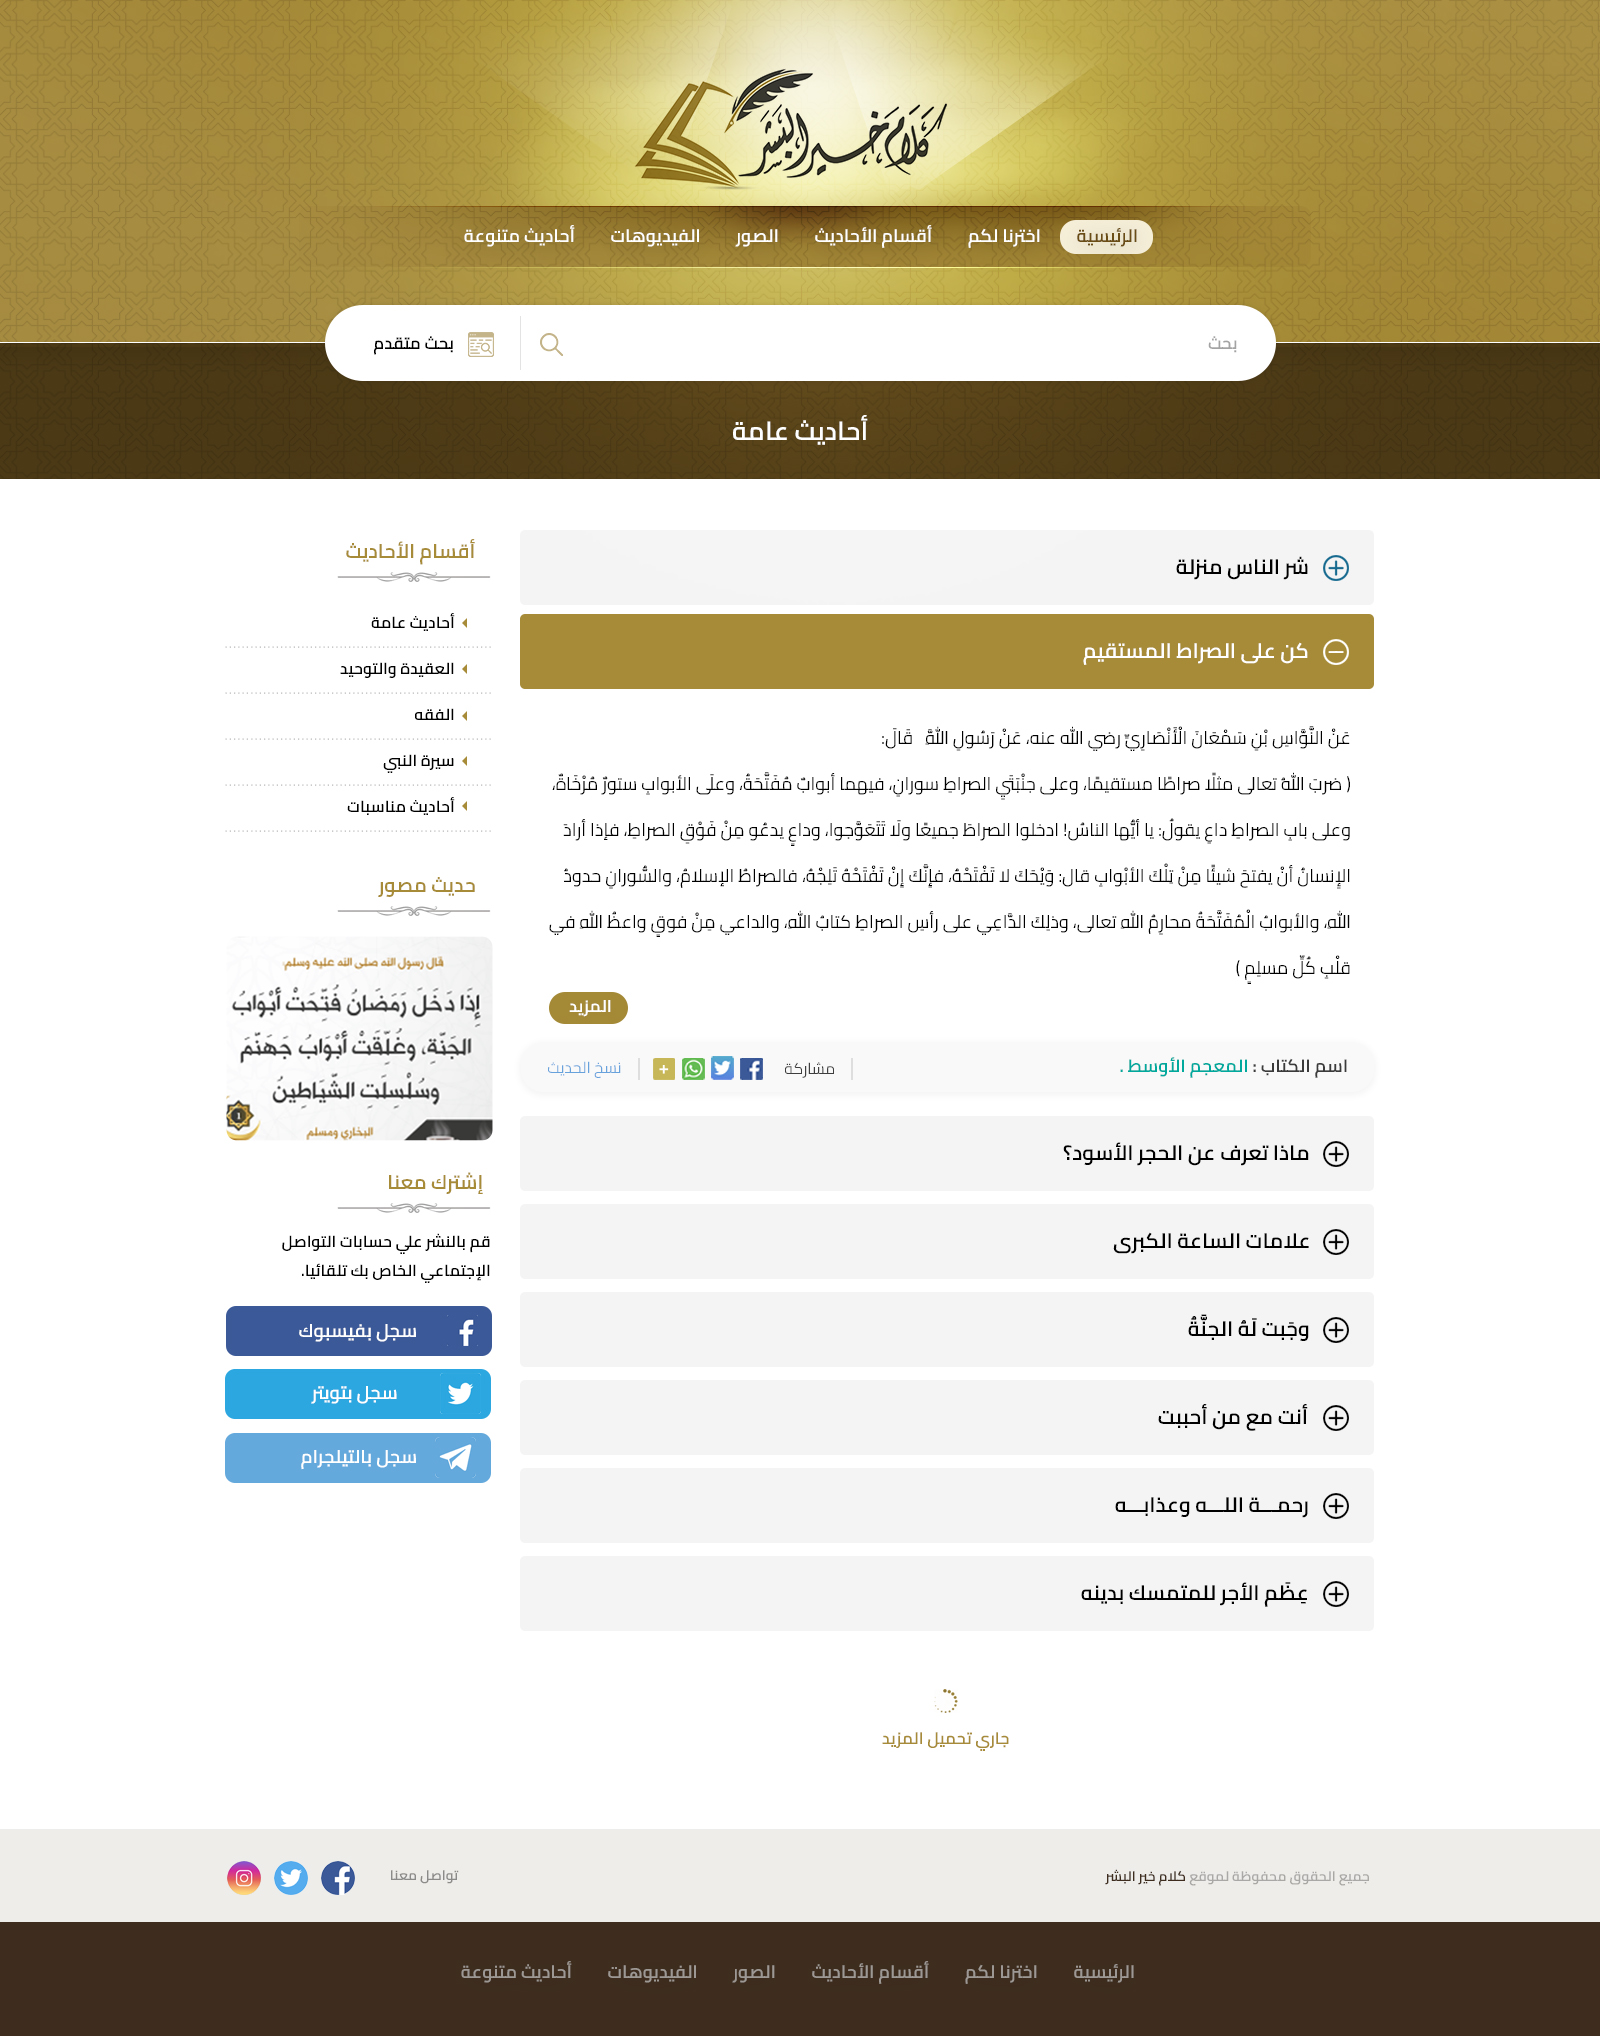 كلام خير البشر
الرئيسية
اخترنا لكم
أقسام الأحاديث
الصور
الفيديوهات
أحاديث متنوعة
بحث
بحث متقدم
أحاديث عامة
شر الناس منزلة
كن على الصراط المستقيم
عَنْ النَّوَّاسِ بْنِ سَمْعَانَ الْأَنْصَارِيِّ رضي الله عنه، عَنْ رَسُولِ اللَّهِ قَالَ:
( ضربَ اللهُ تعالى مثلًا صراطًا مستقيمًا، وعلى جنْبَتَيِ الصراطِ سورانِ، فيهما أبوابٌ مُفَتَّحَةٌ، وعلَى الأبوابِ ستورٌ مُرْخَاةٌ،
وعلى بابِ الصراطِ داعٍ يقولُ: يا أيُّها الناسُ! ادخلوا الصراطَ جميعًا ولَا تَتَعَوَّجوا، وداعٍ يدعُو مِنْ فَوْقِ الصراطِ، فإذا أرادَ
الإِنسانُ أنْ يفتحَ شيئًا مِنْ تِلْكَ الأبْوابِ قال: وَيْحَكَ لا تَفْتَحْهُ، فإِنَّكَ إِنْ تَفْتَحْهُ تَلِجْهُ، فالصراطُ الإسلامُ، والسُّورانِ حدودُ
اللهِ، والأبوابُ الْمُفَتَّحَةُ محارِمُ اللهِ تعالى، وذلِكَ الدَّاعِي على رأسِ الصراطِ كتابُ اللهِ، والداعي مِنْ فوقٍ واعظُ اللهِ في
قلْبِ كُلِّ مسلِمٍ )
المزيد
اسم الكتاب : المعجم الأوسط .
مشاركة
نسخ الحديث
ماذا تعرف عن الحجر الأسود؟
علامات الساعة الكبرى
وجَبت لَهُ الجنَّةُ
أنت مع من أحببت
رحمـــة اللـــه وعذابـــه
عِظَم الأجر للمتمسك بدينه
جاري تحميل المزيد
أقسام الأحاديث
أحاديث عامة
العقيدة والتوحيد
الفقه
سيرة النبي
أحاديث مناسبات
حديث مصور
قال رسول الله صلى الله عليه وسلم:
إِذَا دَخَلَ رَمَضَانُ فُتِّحَتْ أَبْوَابُ
الجَنَّةِ، وَغُلِّقَتْ أَبْوَابُ جَهَنَّمَ
وَسُلْسِلَتِ الشَّيَاطِينُ
1
البخاري ومسلم
إشترك معنا
قم بالنشر علي حسابات التواصل
الإجتماعي الخاص بك تلقائيا.
سجل بفيسبوك
سجل بتويتر
سجل بالتيلجرام
جميع الحقوق محفوظة لموقع كلام خير البشر
تواصل معنا
الرئيسية
اخترنا لكم
أقسام الأحاديث
الصور
الفيديوهات
أحاديث متنوعة